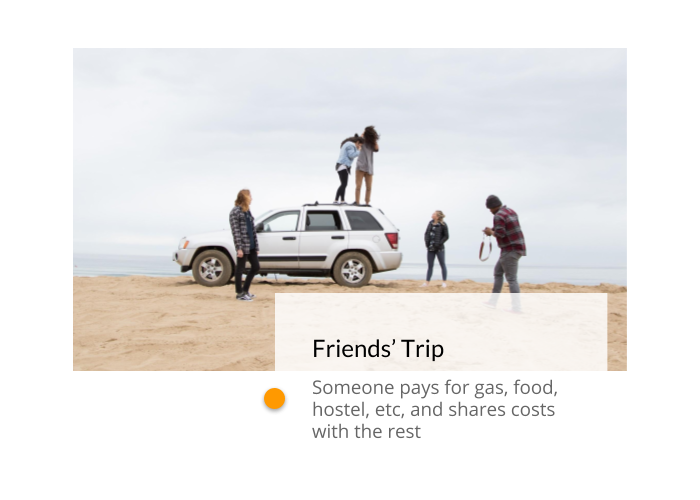 Friends’ Trip
Someone pays for gas, food,
hostel, etc, and shares costs
with the rest